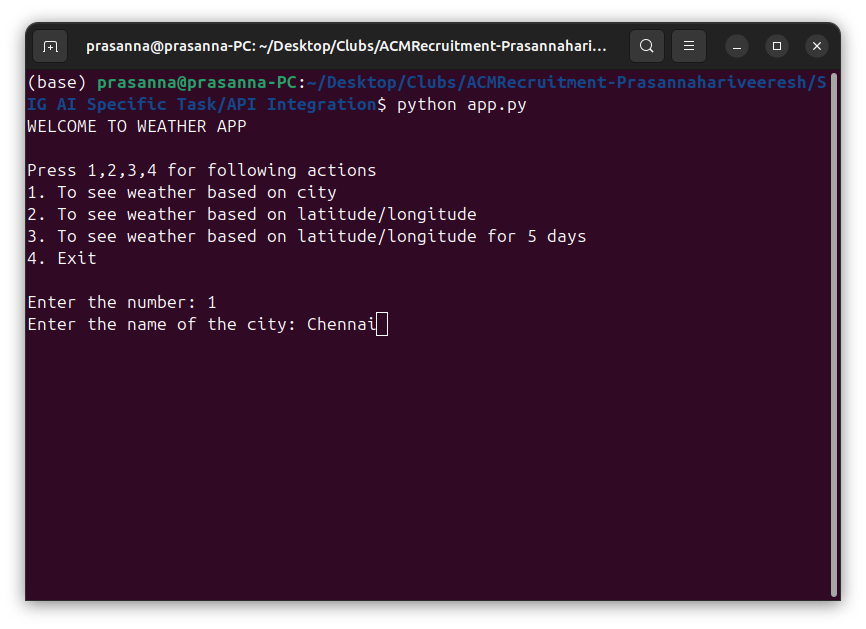 prasanna@prasanna-PC: ~/Desktop/Clubs/ACMRecruitment-Prasannahari...
(base) prasanna@prasanna-PC:~/Desktop/Clubs/ACMRecruitment-Prasannahariveeresh/S
IG AI Specific Task/API Integration$ python app.py
WELCOME TO WEATHER APP
Press 1,2,3,4 for following actions
1. To see weather based on city
2. To see weather based on latitude/longitude
3. To see weather based on latitude/longitude for 5 days
4. Exit
Enter the number: 1
Enter the name of the city: Chennai